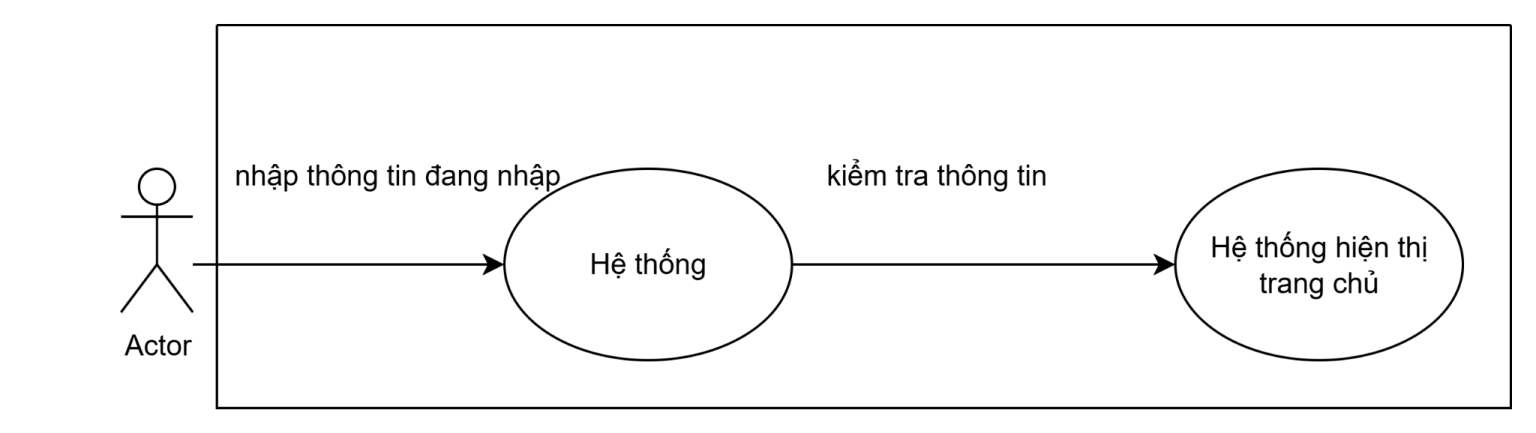 nhập thông tin đang nhập
kiểm tra thông tin
Hệ thống
Hệ thống hiện thị
trang chủ
Actor